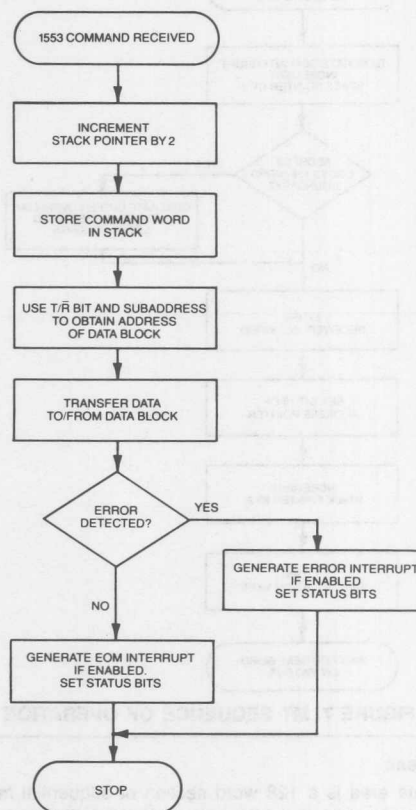 1553 COMMAND RECEIVED
INCREMENT
STACK POINTER BY 2
STORE COMMAND WORD
IN STACK
USE T/R̄ BIT AND SUBADDRESS
TO OBTAIN ADDRESS
OF DATA BLOCK
TRANSFER DATA
TO/FROM DATA BLOCK
ERROR
DETECTED?
YES
GENERATE ERROR INTERRUPT
IF ENABLED
SET STATUS BITS
NO
GENERATE EOM INTERRUPT
IF ENABLED.
SET STATUS BITS
STOP